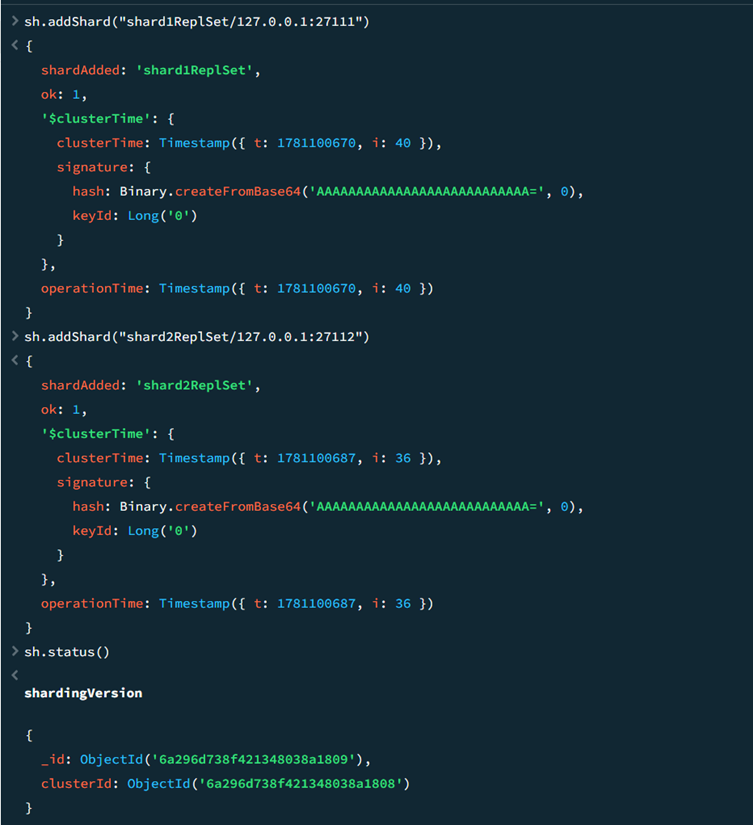 > sh.addShard("shard1ReplSet/127.0.0.1:27111")
< {
shardAdded: 'shard1ReplSet',
ok: 1,
'$clusterTime': {
clusterTime: Timestamp({ t: 1781100670, i: 40 }),
signature: {
hash: Binary.createFromBase64('AAAAAAAAAAAAAAAAAAAAAAAAAAA=', 0),
keyId: Long('0')
}
},
operationTime: Timestamp({ t: 1781100670, i: 40 })
}
> sh.addShard("shard2ReplSet/127.0.0.1:27112")
< {
shardAdded: 'shard2ReplSet',
ok: 1,
'$clusterTime': {
clusterTime: Timestamp({ t: 1781100687, i: 36 }),
signature: {
hash: Binary.createFromBase64('AAAAAAAAAAAAAAAAAAAAAAAAAAA=', 0),
keyId: Long('0')
}
},
operationTime: Timestamp({ t: 1781100687, i: 36 })
}
> sh.status()
<
shardingVersion
{
_id: ObjectId('6a296d738f421348038a1809'),
clusterId: ObjectId('6a296d738f421348038a1808')
}